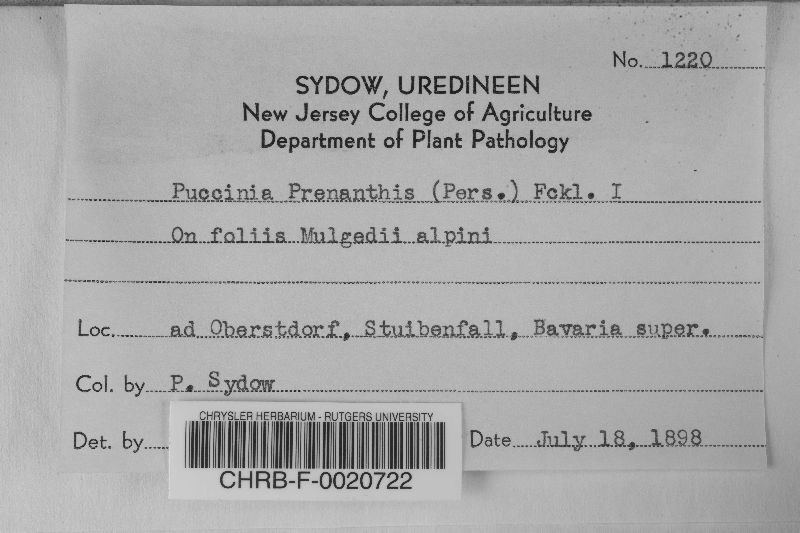 No. 1220
SYDOW, UREDINEEN
New Jersey College of Agriculture
Department of Plant Pathology
Puccinia Prenanthis (Pers.) Fckl. I
On foliis Mulgedii alpini
Loc. ad Oberstdorf, Stuibenfall, Bavaria super.
Col. by P. Sydow
Det. by
Date July 18, 1898
CHRYSLER HERBARIUM - RUTGERS UNIVERSITY
CHRB-F-0020722